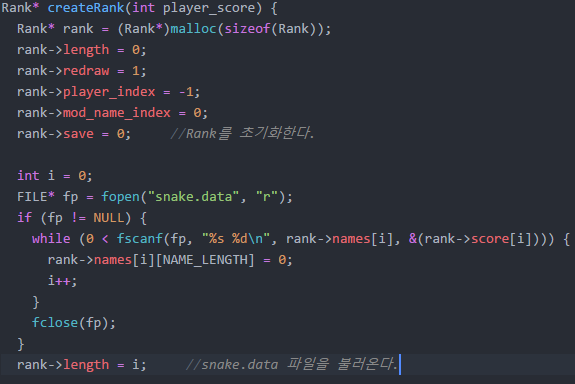 Rank* createRank(int player_score) {
  Rank* rank = (Rank*)malloc(sizeof(Rank));
  rank->length = 0;
  rank->redraw = 1;
  rank->player_index = -1;
  rank->mod_name_index = 0;
  rank->save = 0;     //Rank를 초기화한다.

  int i = 0;
  FILE* fp = fopen("snake.data", "r");
  if (fp != NULL) {
    while (0 < fscanf(fp, "%s %d\n", rank->names[i], &(rank->score[i]))) {
      rank->names[i][NAME_LENGTH] = 0;
      i++;
    }
    fclose(fp);
  }
  rank->length = i;     //snake.data 파일을 불러온다.